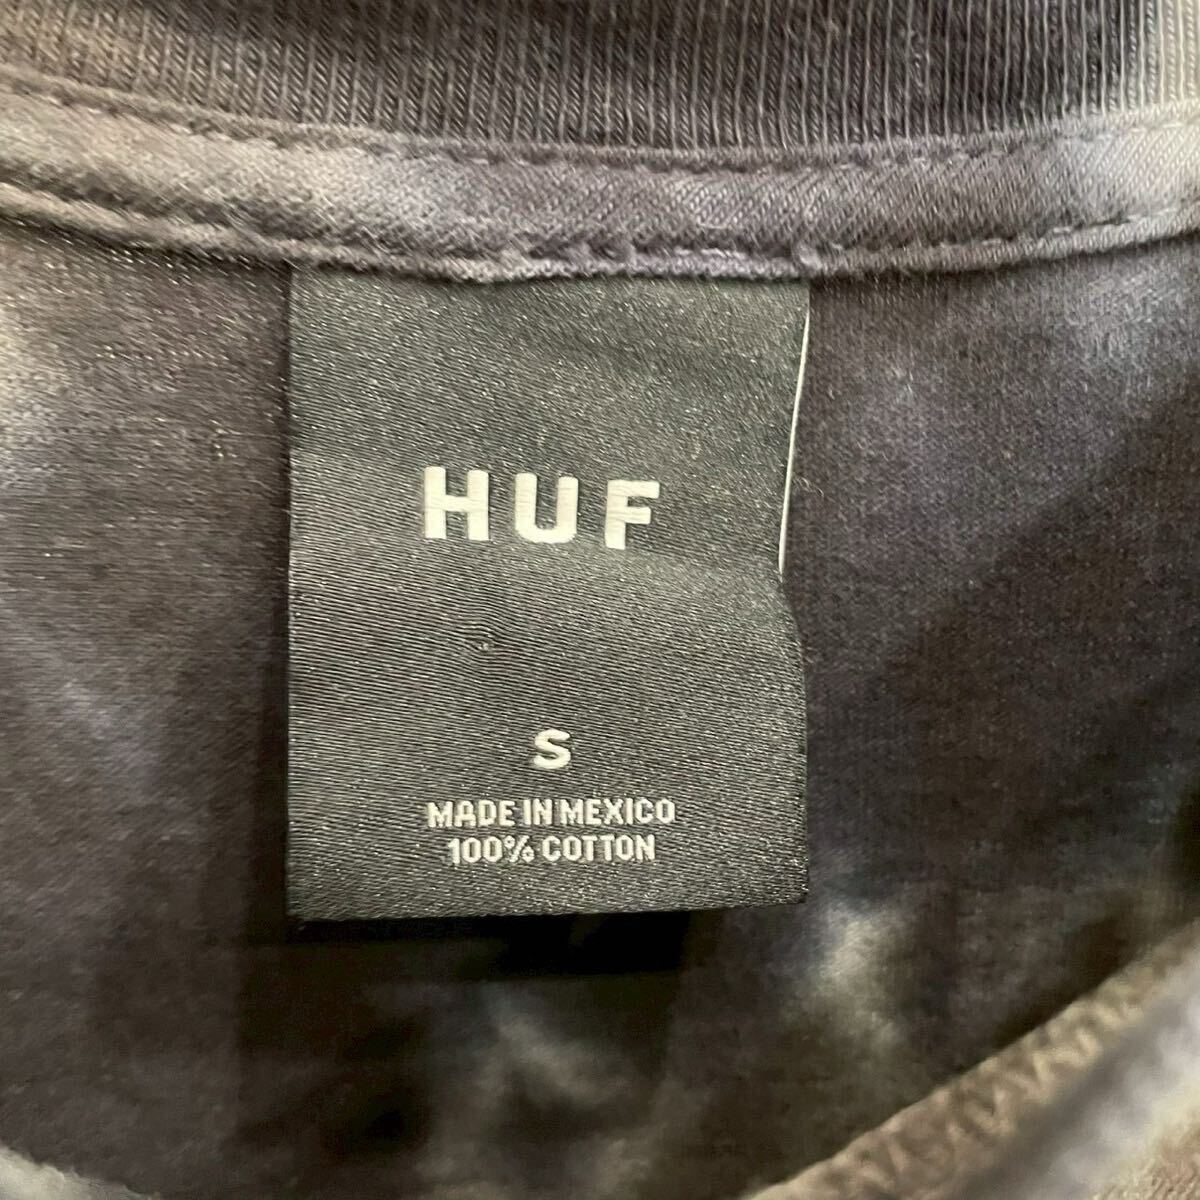 HUF
S
MADE IN MEXICO
100% COTTON